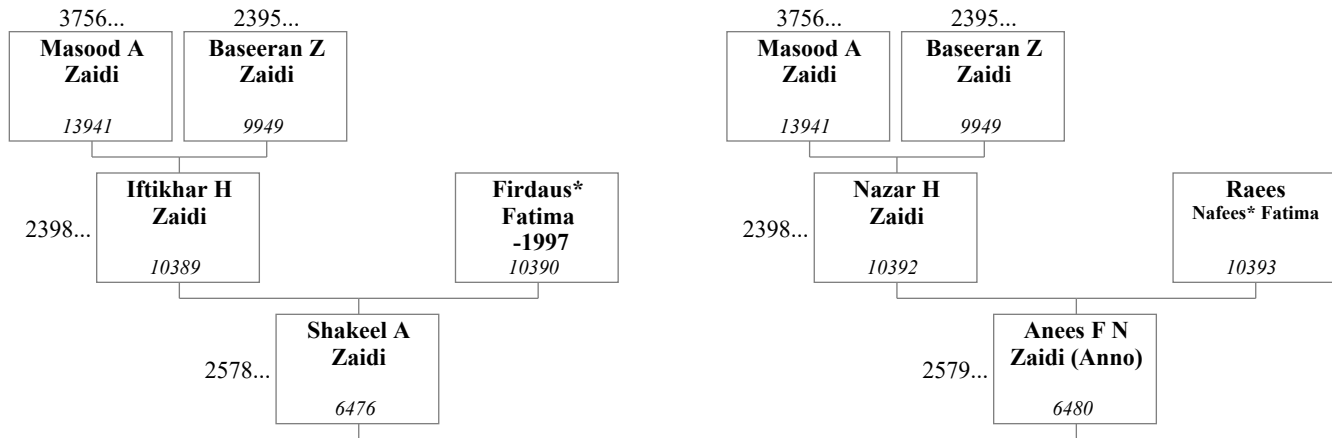 3756...
2395...
Masood A
Zaidi
13941
Baseeran Z
Zaidi
9949
2398...
Iftikhar H
Zaidi
10389
Firdaus*
Fatima
-1997
10390
2578...
Shakeel A
Zaidi
6476
3756...
2395...
Masood A
Zaidi
13941
Baseeran Z
Zaidi
9949
2398...
Nazar H
Zaidi
10392
Raees
Nafees* Fatima
10393
2579...
Anees F N
Zaidi (Anno)
6480